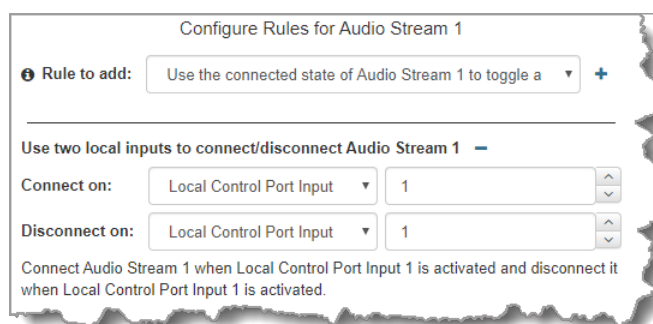 Configure Rules for Audio Stream 1
Rule to add: Use the connected state of Audio Stream 1 to toggle a
Use two local inputs to connect/disconnect Audio Stream 1
Connect on: Local Control Port Input 1
Disconnect on: Local Control Port Input 1
Connect Audio Stream 1 when Local Control Port Input 1 is activated and disconnect it
when Local Control Port Input 1 is activated.